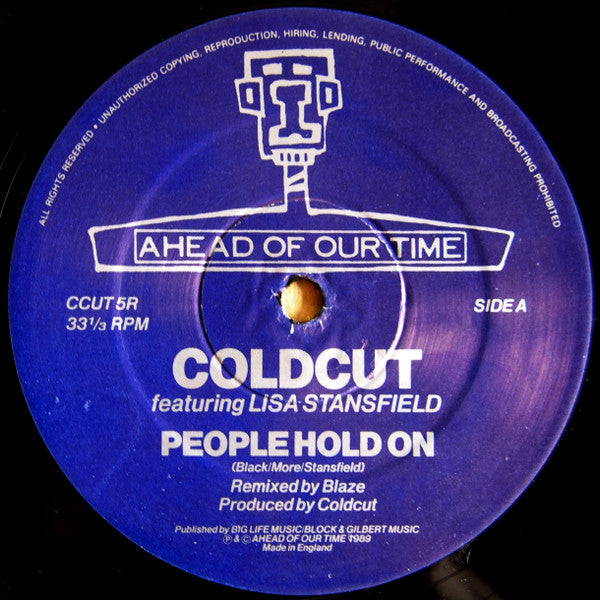 ALL RIGHTS RESERVED • UNAUTHORIZED COPYING, REPRODUCTION, HIRING, LENDING, PUBLIC PERFORMANCE AND BROADCASTING PROHIBITED
AHEAD OF OUR TIME
CCUT 5R
SIDE A
33⅓ RPM
COLDCUT
featuring LISA STANSFIELD
PEOPLE HOLD ON
(Black/More/Stansfield)
Remixed by Blaze
Produced by Coldcut
Published by BIG LIFE MUSIC/BLOCK & GILBERT MUSIC
℗ & © AHEAD OF OUR TIME 1989
Made in England